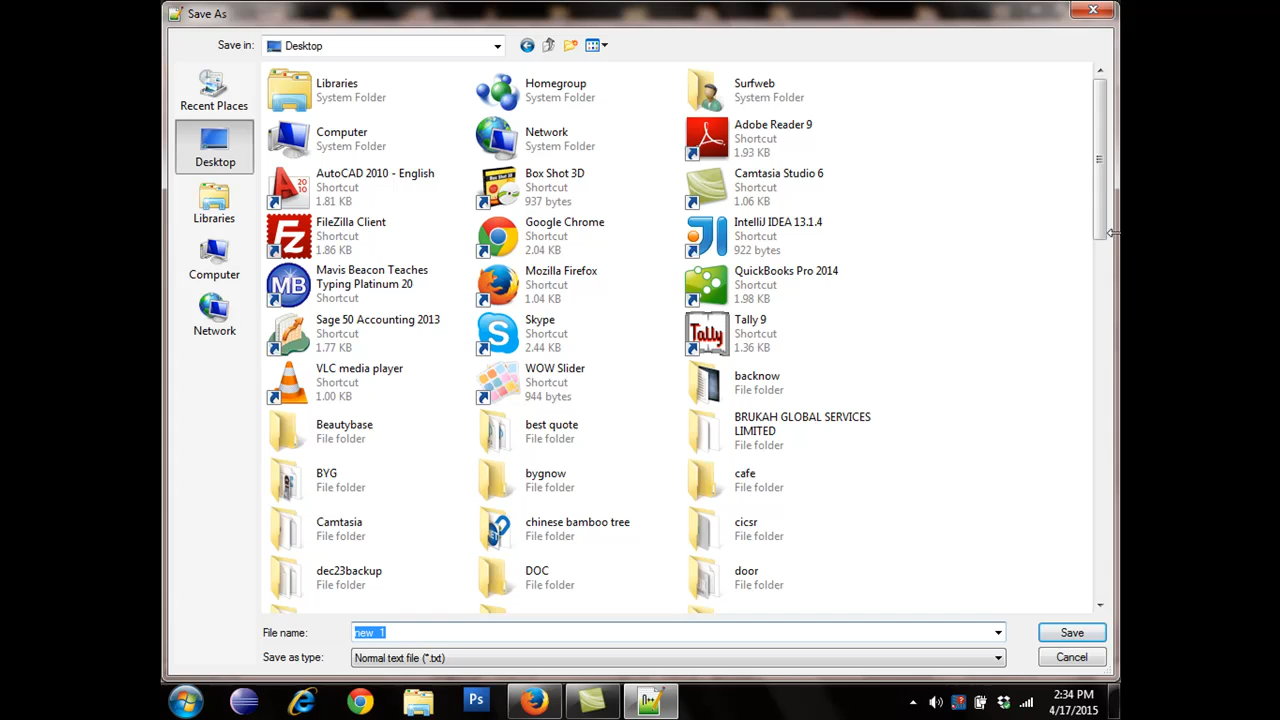 Save As
Save in:
Desktop
Recent Places
Desktop
Libraries
Computer
Network
Libraries
System Folder
Homegroup
System Folder
Surfweb
System Folder
Computer
System Folder
Network
System Folder
Adobe Reader 9
Shortcut
1.93 KB
AutoCAD 2010 - English
Shortcut
1.81 KB
Box Shot 3D
Shortcut
937 bytes
Camtasia Studio 6
Shortcut
1.06 KB
FileZilla Client
Shortcut
1.86 KB
Google Chrome
Shortcut
2.04 KB
IntelliJ IDEA 13.1.4
Shortcut
922 bytes
Mavis Beacon Teaches
Typing Platinum 20
Shortcut
Mozilla Firefox
Shortcut
1.04 KB
QuickBooks Pro 2014
Shortcut
1.98 KB
Sage 50 Accounting 2013
Shortcut
1.77 KB
Skype
Shortcut
2.44 KB
Tally 9
Shortcut
1.36 KB
VLC media player
Shortcut
1.00 KB
WOW Slider
Shortcut
944 bytes
backnow
File folder
Beautybase
File folder
best quote
File folder
BRUKAH GLOBAL SERVICES
LIMITED
File folder
BYG
File folder
bygnow
File folder
cafe
File folder
Camtasia
File folder
chinese bamboo tree
File folder
cicsr
File folder
dec23backup
File folder
DOC
File folder
door
File folder
File name:
new 1
Save
Save as type:
Normal text file (*.txt)
Cancel
2:34 PM
4/17/2015
2010
MB
Tally
Ps